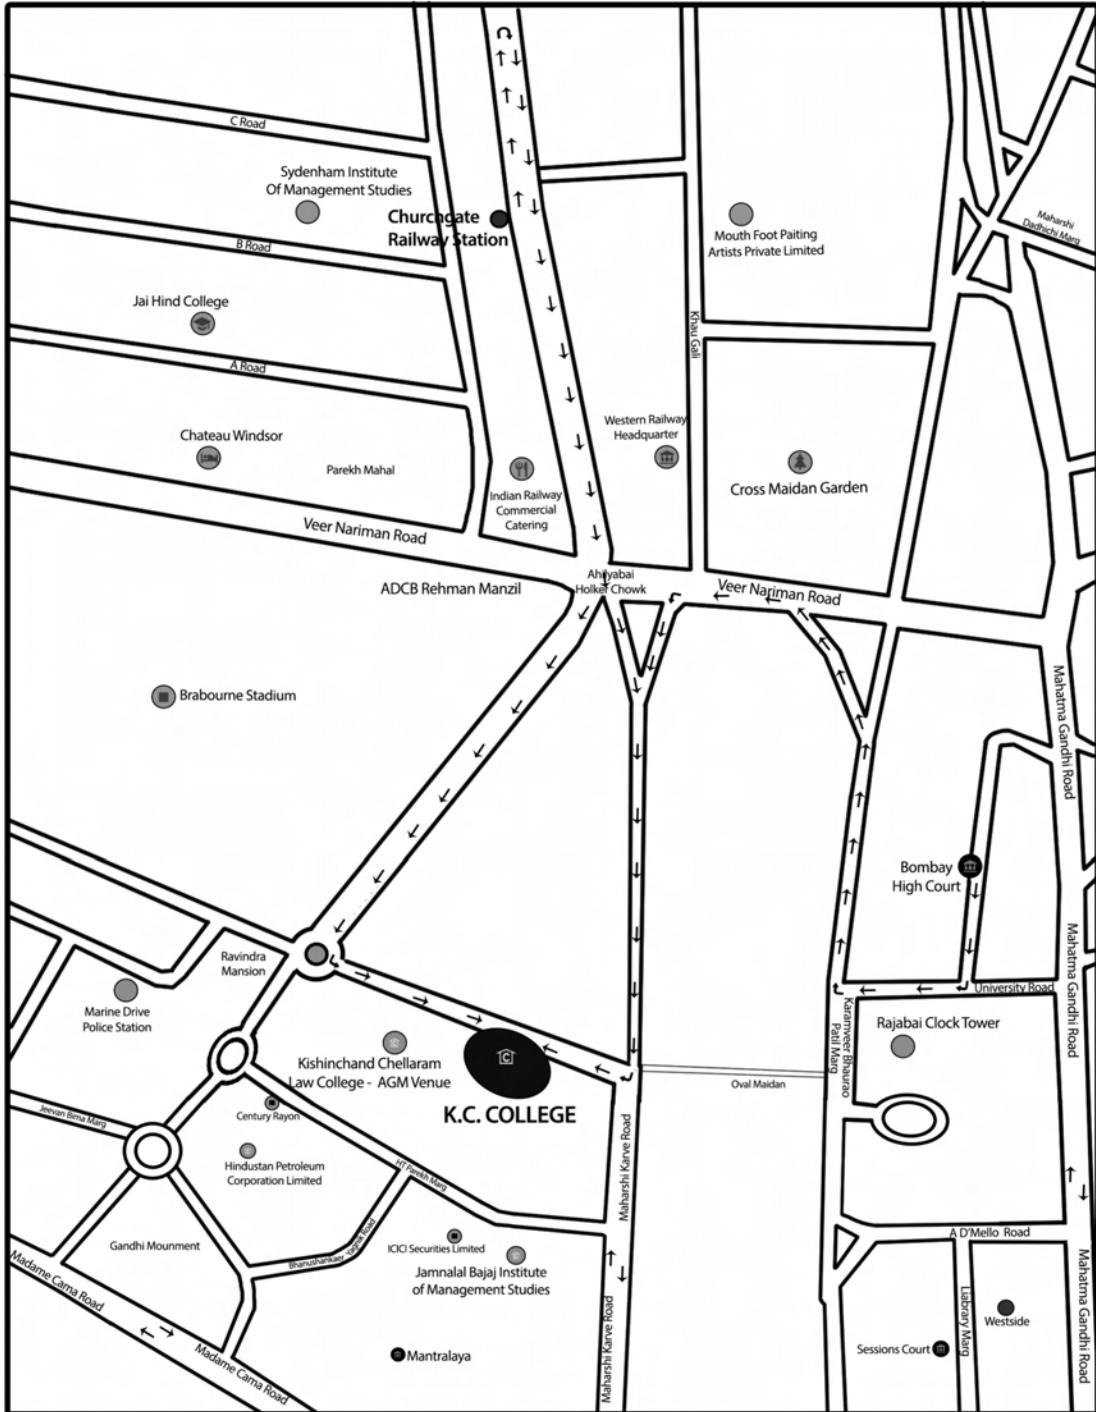 C Road
Sydenham Institute
Of Management Studies
Churchgate
Railway Station
B Road
Maharshi
Dadhichi Marg
Mouth Foot Paiting
Artists Private Limited
Jai Hind College
A Road
Khau Gali
Chateau Windsor
Parekh Mahal
Indian Railway
Commercial
Catering
Western Railway
Headquarter
Cross Maidan Garden
Veer Nariman Road
ADCB Rehman Manzil
Ahilyabai
Holker Chowk
Veer Nariman Road
Brabourne Stadium
Mahatma Gandhi Road
Bombay
High Court
Ravindra
Mansion
Mahatma Gandhi Road
University Road
Marine Drive
Police Station
Kishinchand Chellaram
Law College - AGM Venue
C
K.C. COLLEGE
Karamveer Bhaurao
Patil Marg
Rajabai Clock Tower
Oval Maidan
Jeevan Bima Marg
Century Rayon
Hindustan Petroleum
Corporation Limited
HT Parekh Marg
Maharshi Karve Road
Gandhi Mounment
Bhanushankaer Yagnik Road
ICICI Securities Limited
Jamnalal Bajaj Institute
of Management Studies
A D'Mello Road
Madame Cama Road
Madame Cama Road
Mantralaya
Maharshi Karve Road
Sessions Court
Liabrary Marg
Westside
Mahatma Gandhi Road